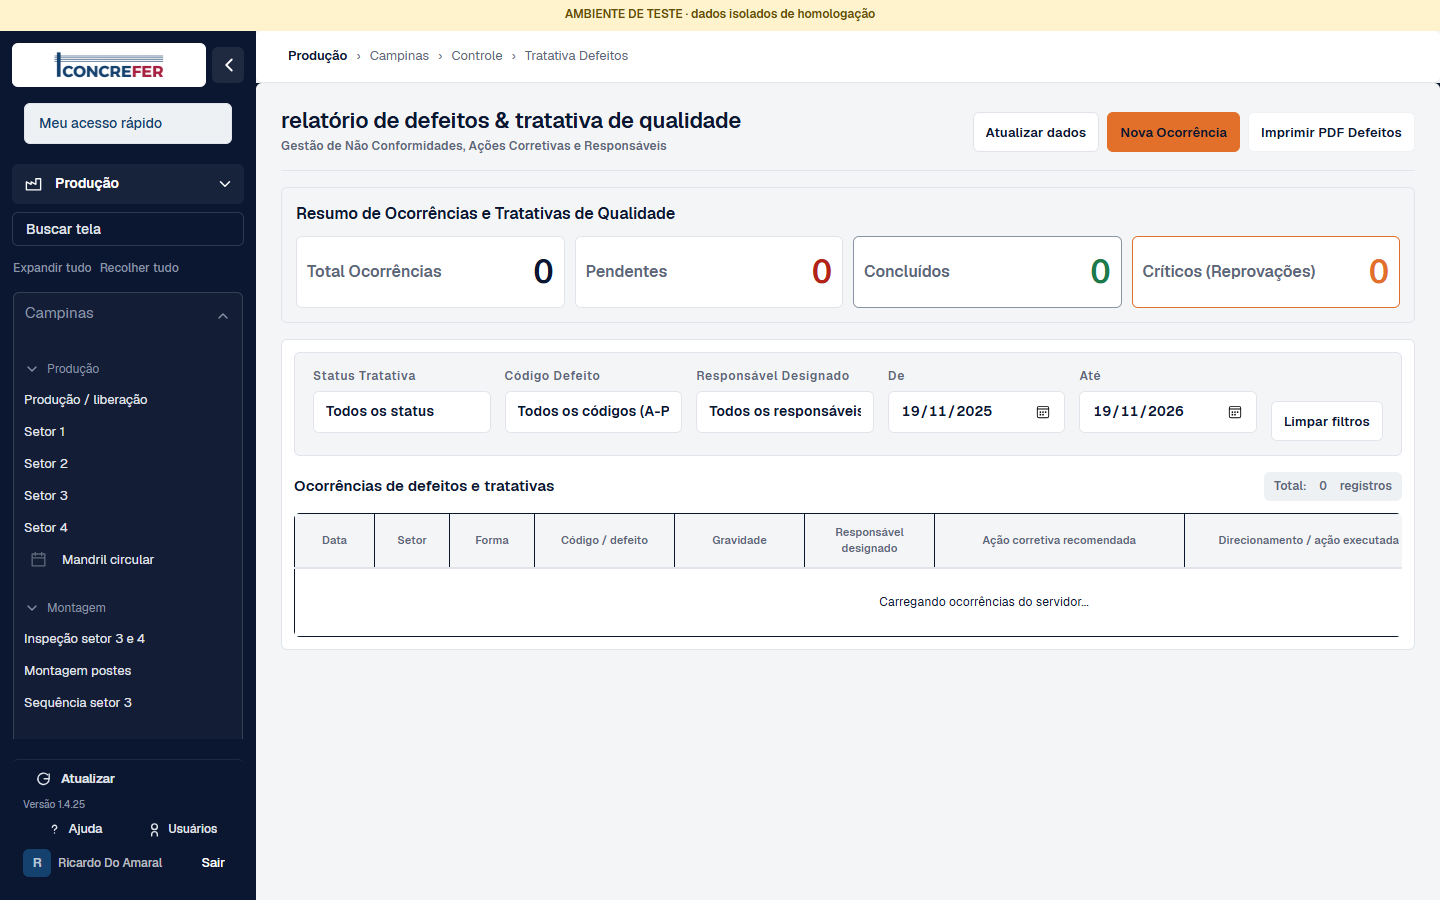 AMBIENTE DE TESTE · dados isolados de homologação
CONCREFER
Meu acesso rápido
Produção
Buscar tela
Expandir tudo Recolher tudo
Campinas
Produção
Produção / liberação
Setor 1
Setor 2
Setor 3
Setor 4
Mandril circular
Montagem
Inspeção setor 3 e 4
Montagem postes
Sequência setor 3
Atualizar
Versão 1.4.25
? Ajuda Usuários
R Ricardo Do Amaral Sair
Produção › Campinas › Controle › Tratativa Defeitos
relatório de defeitos & tratativa de qualidade
Gestão de Não Conformidades, Ações Corretivas e Responsáveis
Atualizar dados Nova Ocorrência Imprimir PDF Defeitos
Resumo de Ocorrências e Tratativas de Qualidade
Total Ocorrências 0 Pendentes 0 Concluídos 0 Críticos (Reprovações) 0
Status Tratativa Código Defeito Responsável Designado De Até
Todos os status Todos os códigos (A-P Todos os responsáveis 19/11/2025 19/11/2026 Limpar filtros
Ocorrências de defeitos e tratativas Total: 0 registros
Data Setor Forma Código / defeito Gravidade Responsável designado Ação corretiva recomendada Direcionamento / ação executada
Carregando ocorrências do servidor...